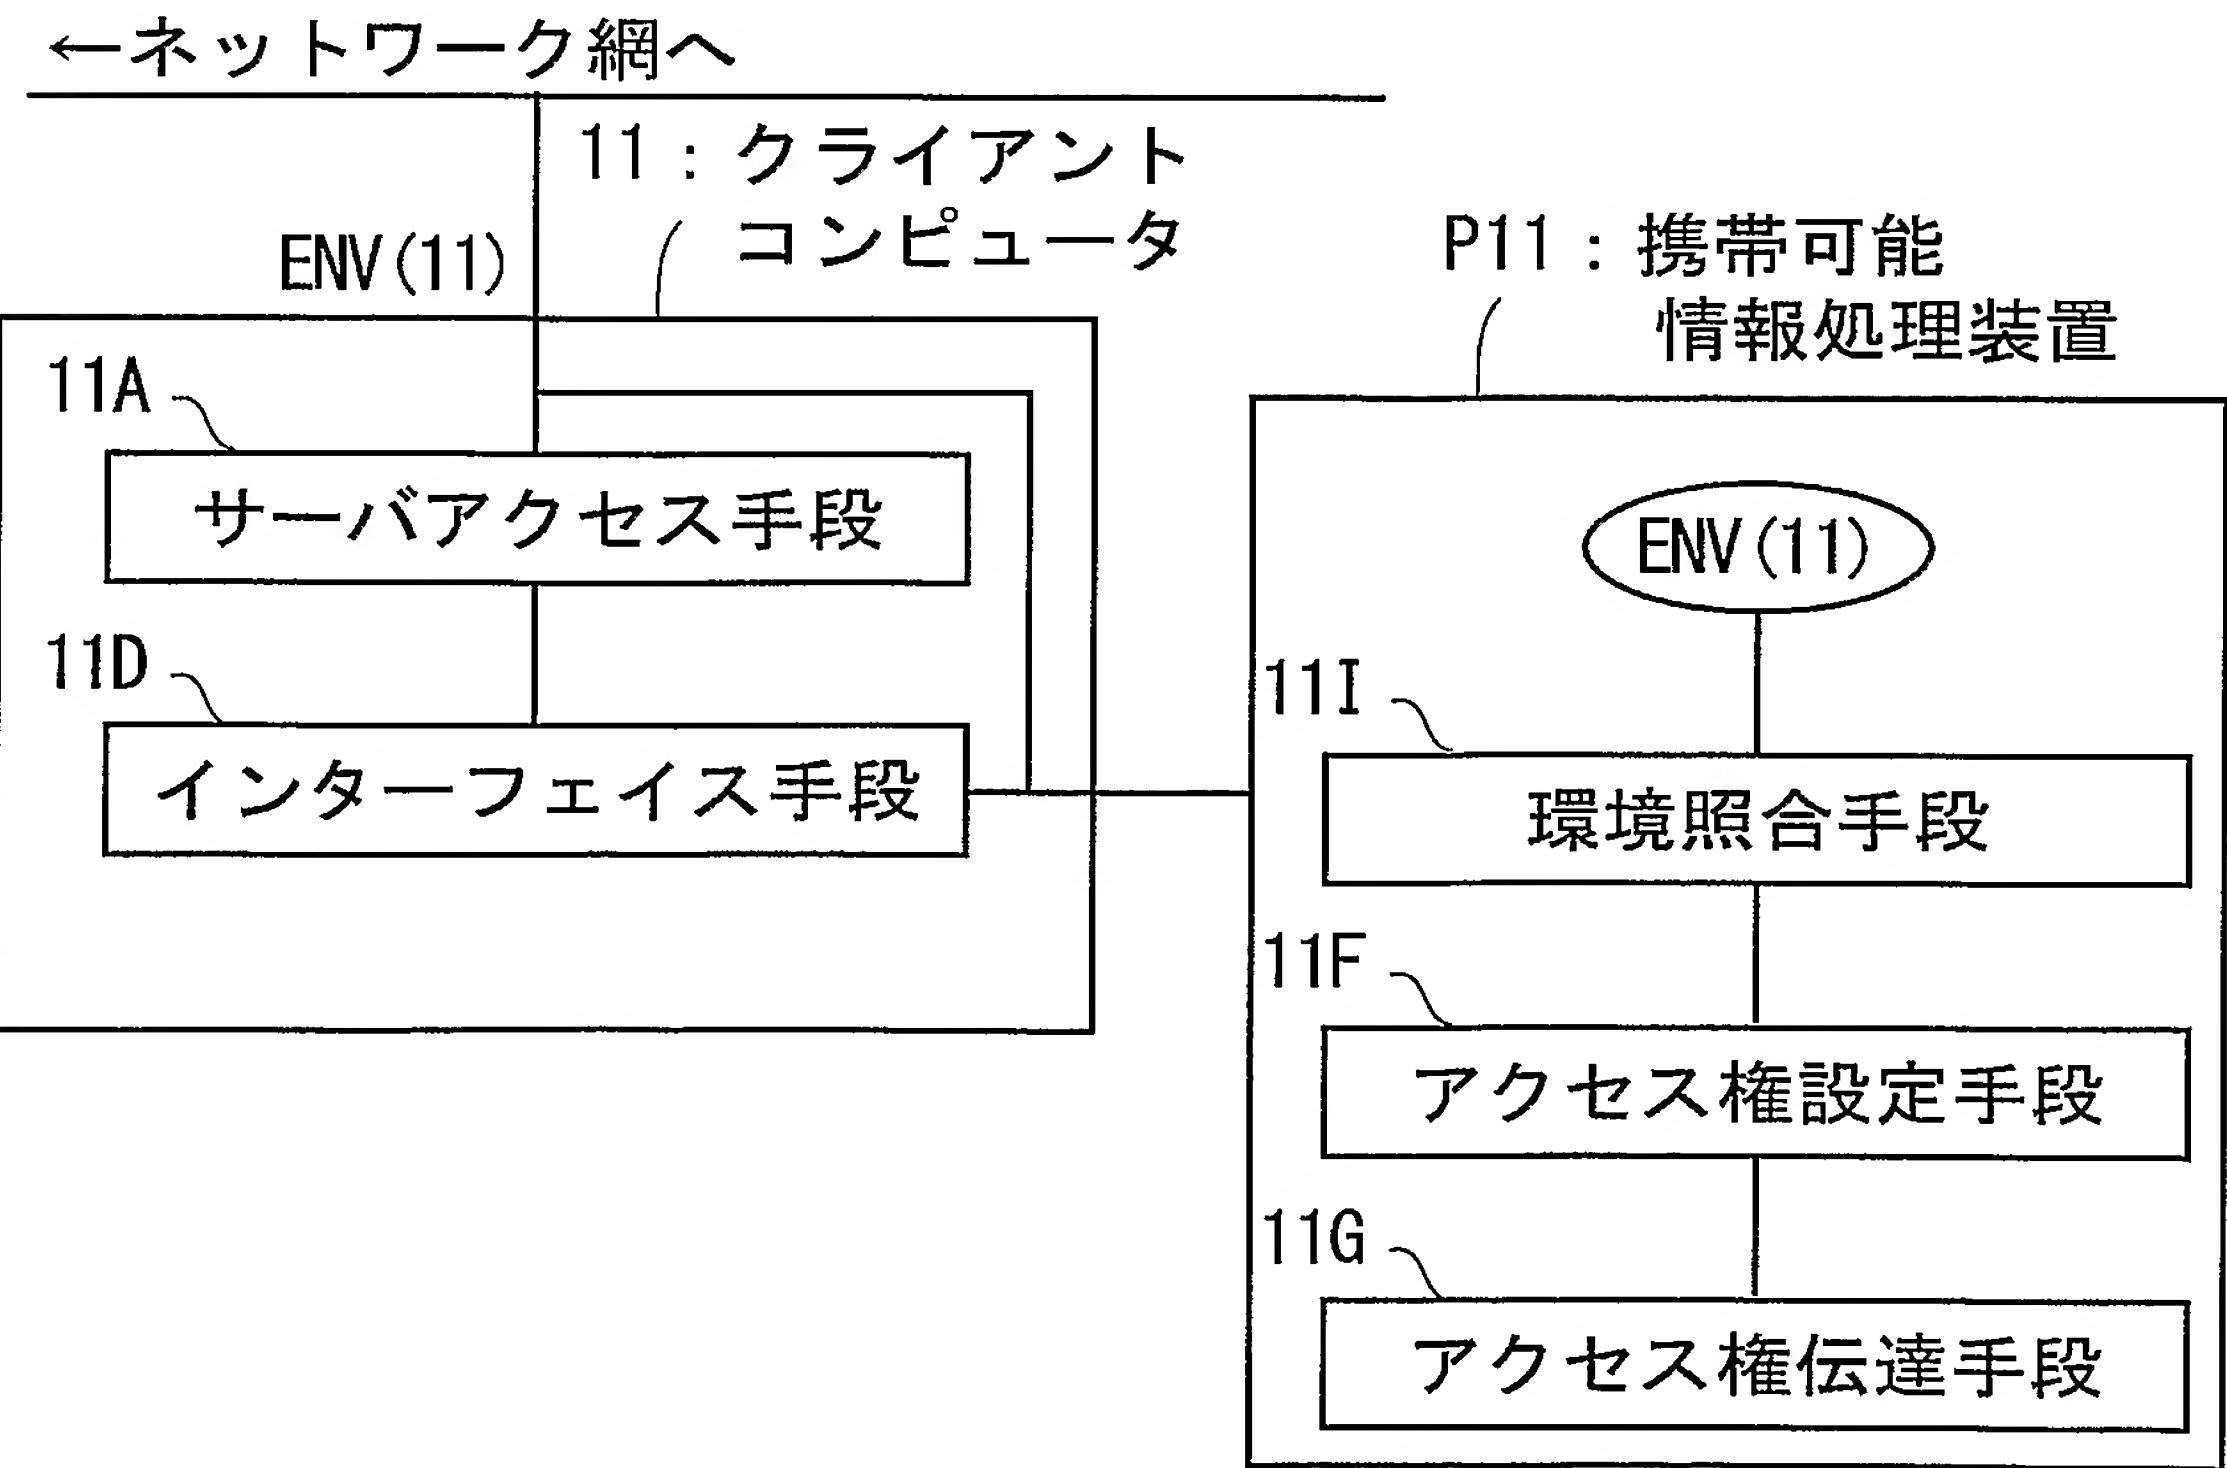 ←ネットワーク網へ
11：クライアント
コンピュータ
ENV(11)
11A
サーバアクセス手段
11D
インターフェイス手段
P11：携帯可能
情報処理装置
ENV(11)
11I
環境照合手段
11F
アクセス権設定手段
11G
アクセス権伝達手段